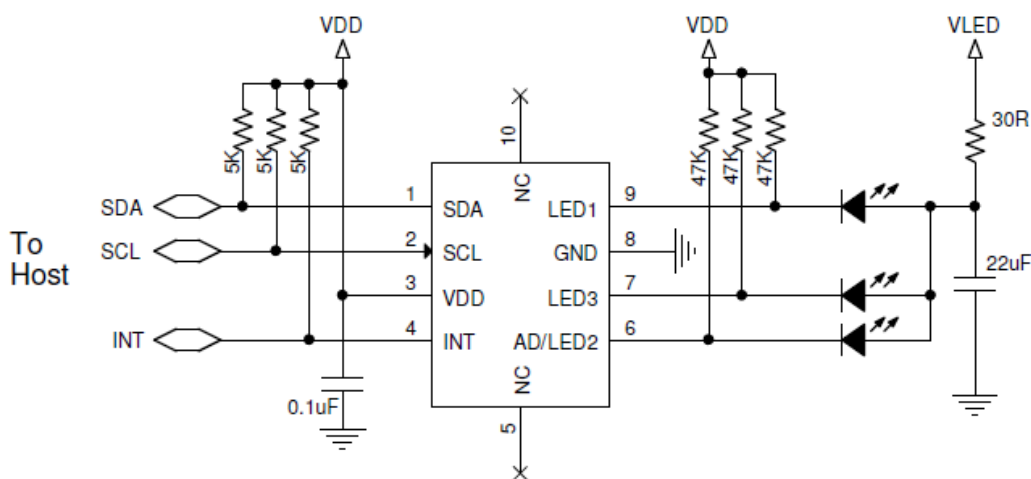 VDD
VDD
VLED
5K
5K
5K
47K
47K
47K
30R
10
NC
To
Host
SDA
1
SDA
LED1
9
SCL
2
SCL
GND
8
22uF
3
VDD
LED3
7
INT
4
INT
AD/LED2
6
NC
5
0.1uF